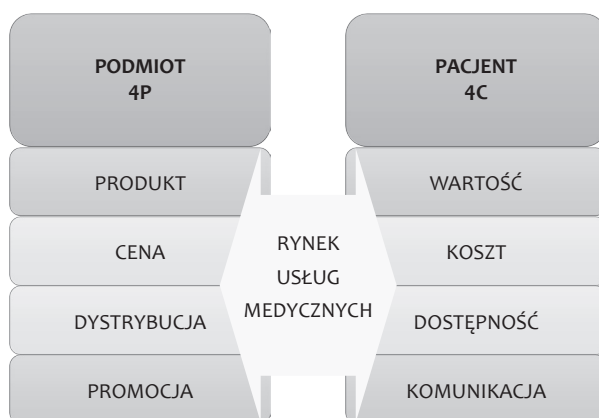 PODMIOT
4P
PRODUKT
CENA
DYSTRYBUCJA
PROMOCJA
RYNEK
USŁUG
MEDYCZNYCH
PACJENT
4C
WARTOŚĆ
KOSZT
DOSTĘPNOŚĆ
KOMUNIKACJA